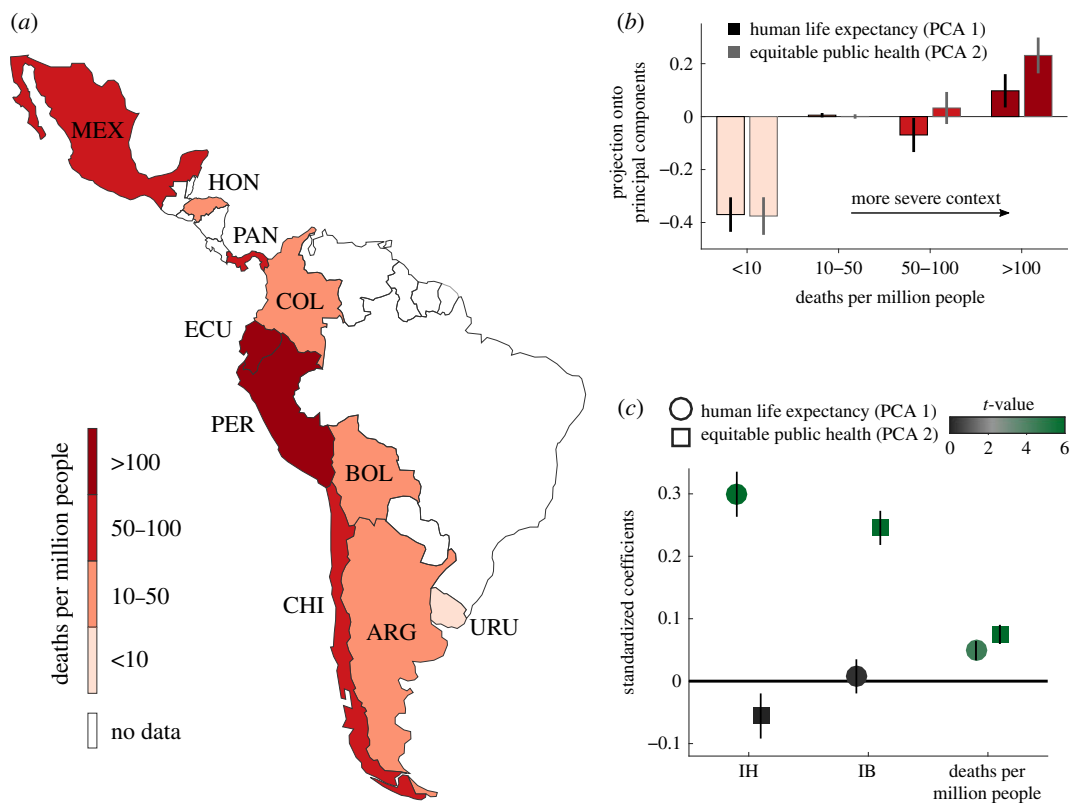 (a)
MEX
HON
PAN
COL
ECU
PER
BOL
CHI
ARG
URU
deaths per million people
>100
50–100
10–50
<10
no data
(b)
human life expectancy (PCA 1)
equitable public health (PCA 2)
projection onto
principal components
0.2
0
−0.2
−0.4
more severe context
<10
10–50
50–100
>100
deaths per million people
(c)
human life expectancy (PCA 1)
equitable public health (PCA 2)
t-value
0
2
4
6
standardized coefficients
0.3
0.2
0.1
0
−0.1
IH
IB
deaths per
million people